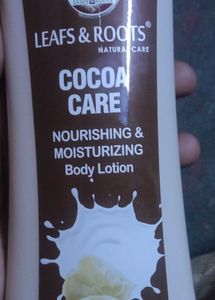 LEAFS & ROOTS®
NATURAL CARE
COCOA
CARE
NOURISHING &
MOISTURIZING
Body Lotion